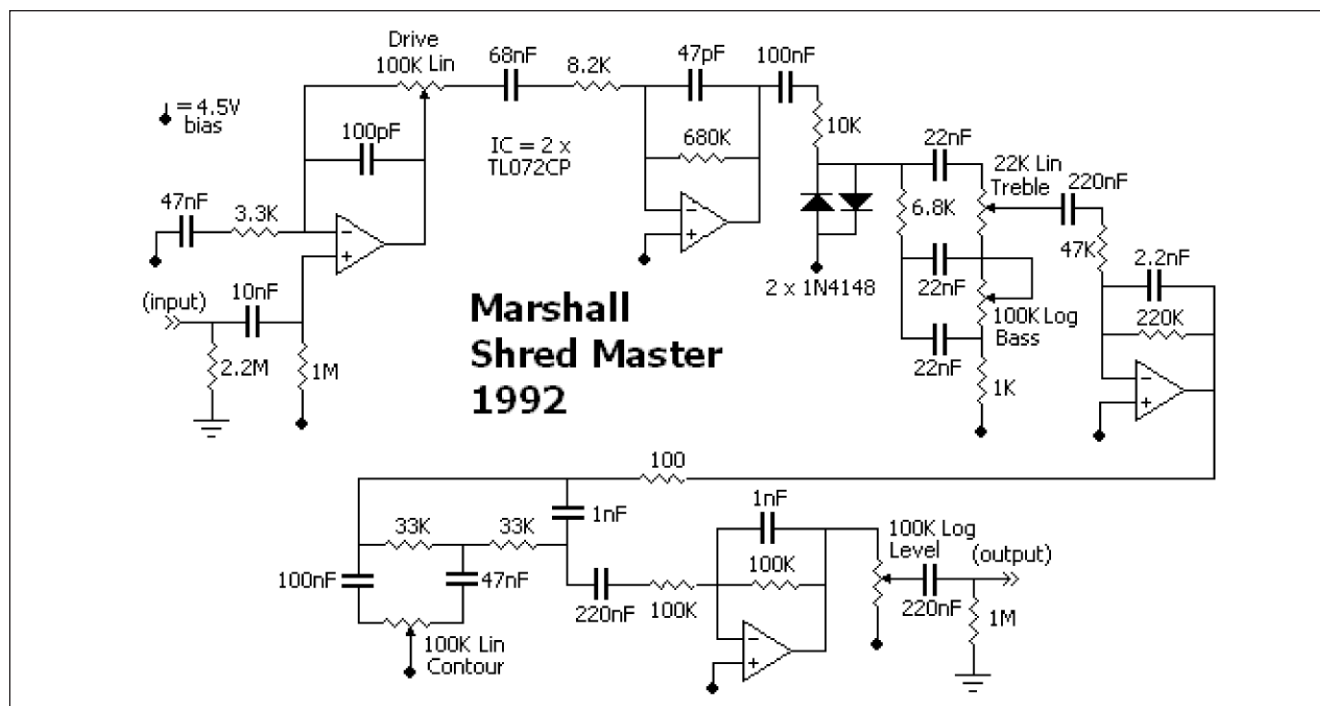 Drive
100K Lin
68nF
8.2K
47pF
100nF
= 4.5V
bias
100pF
IC = 2 x
TL072CP
680K
10K
22nF
22K Lin
Treble
220nF
47nF
3.3K
6.8K
47K
2.2nF
(input)
10nF
2 x 1N4148
22nF
100K Log
Bass
220K
2.2M
1M
Marshall
Shred Master
1992
22nF
1K
100
1nF
33K
33K
1nF
100K Log
Level
(output)
100nF
47nF
100K
220nF
100K
220nF
1M
100K Lin
Contour